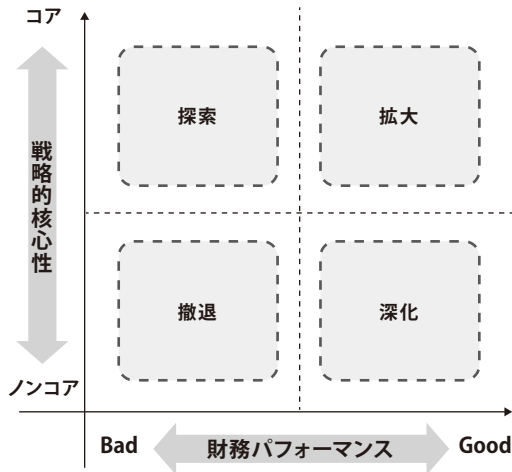 コア
探索
拡大
戦略的核心性
撤退
深化
ノンコア
Bad
財務パフォーマンス
Good